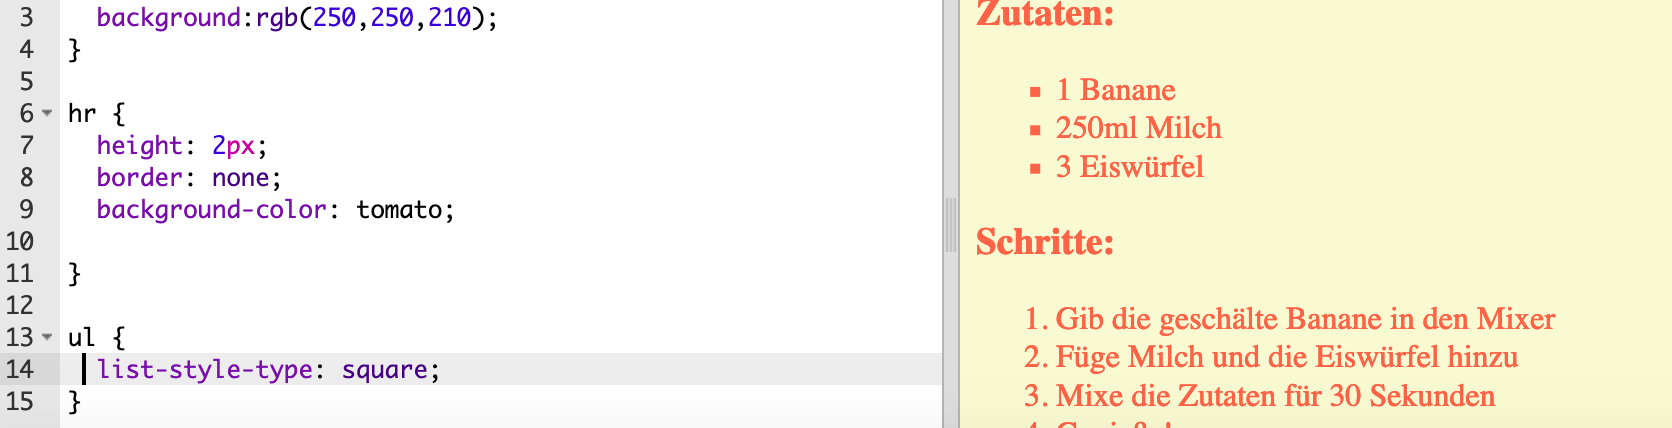 3 background:rgb(250,250,210);
4 }
5
6 hr {
7 height: 2px;
8 border: none;
9 background-color: tomato;
10
11 }
12
13 ul {
14 list-style-type: square;
15 }
Zutaten:
▪ 1 Banane
▪ 250ml Milch
▪ 3 Eiswürfel
Schritte:
1. Gib die geschälte Banane in den Mixer
2. Füge Milch und die Eiswürfel hinzu
3. Mixe die Zutaten für 30 Sekunden